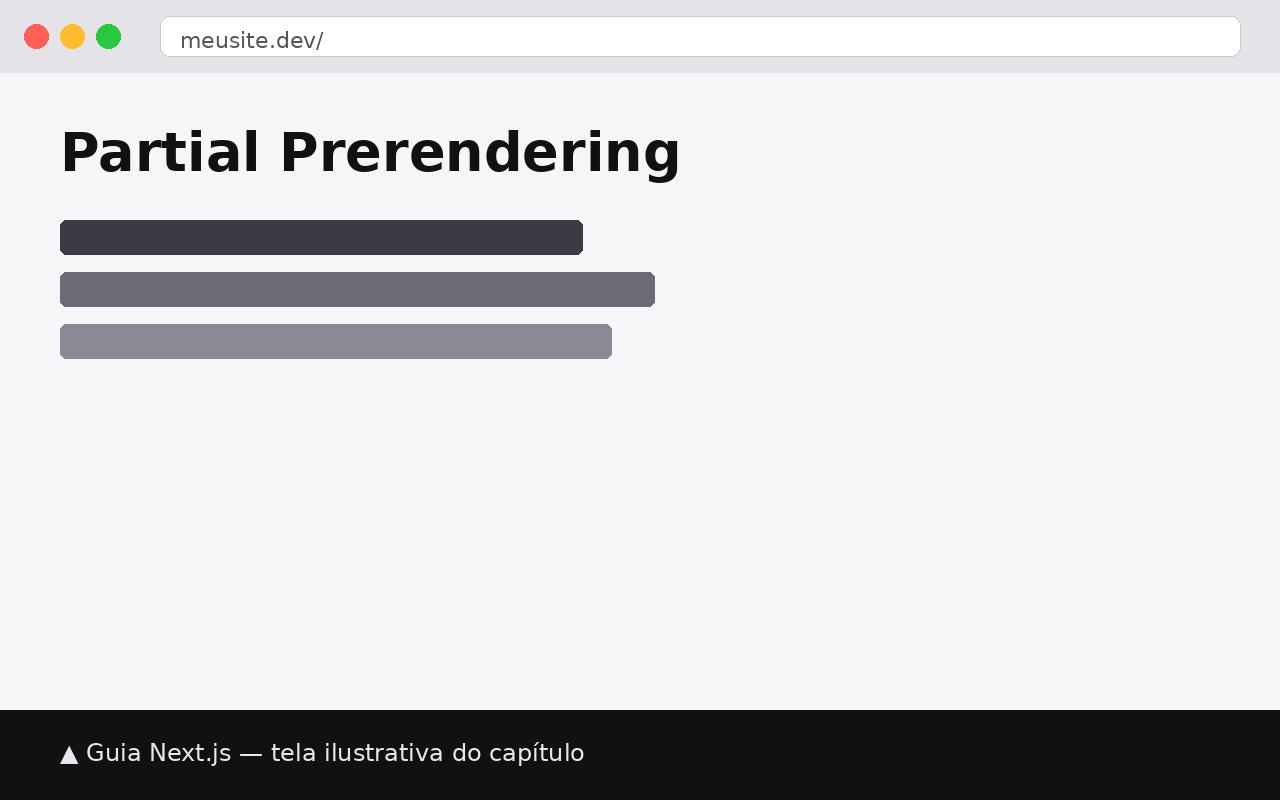 meusite.dev/
Partial Prerendering
▲ Guia Next.js — tela ilustrativa do capítulo